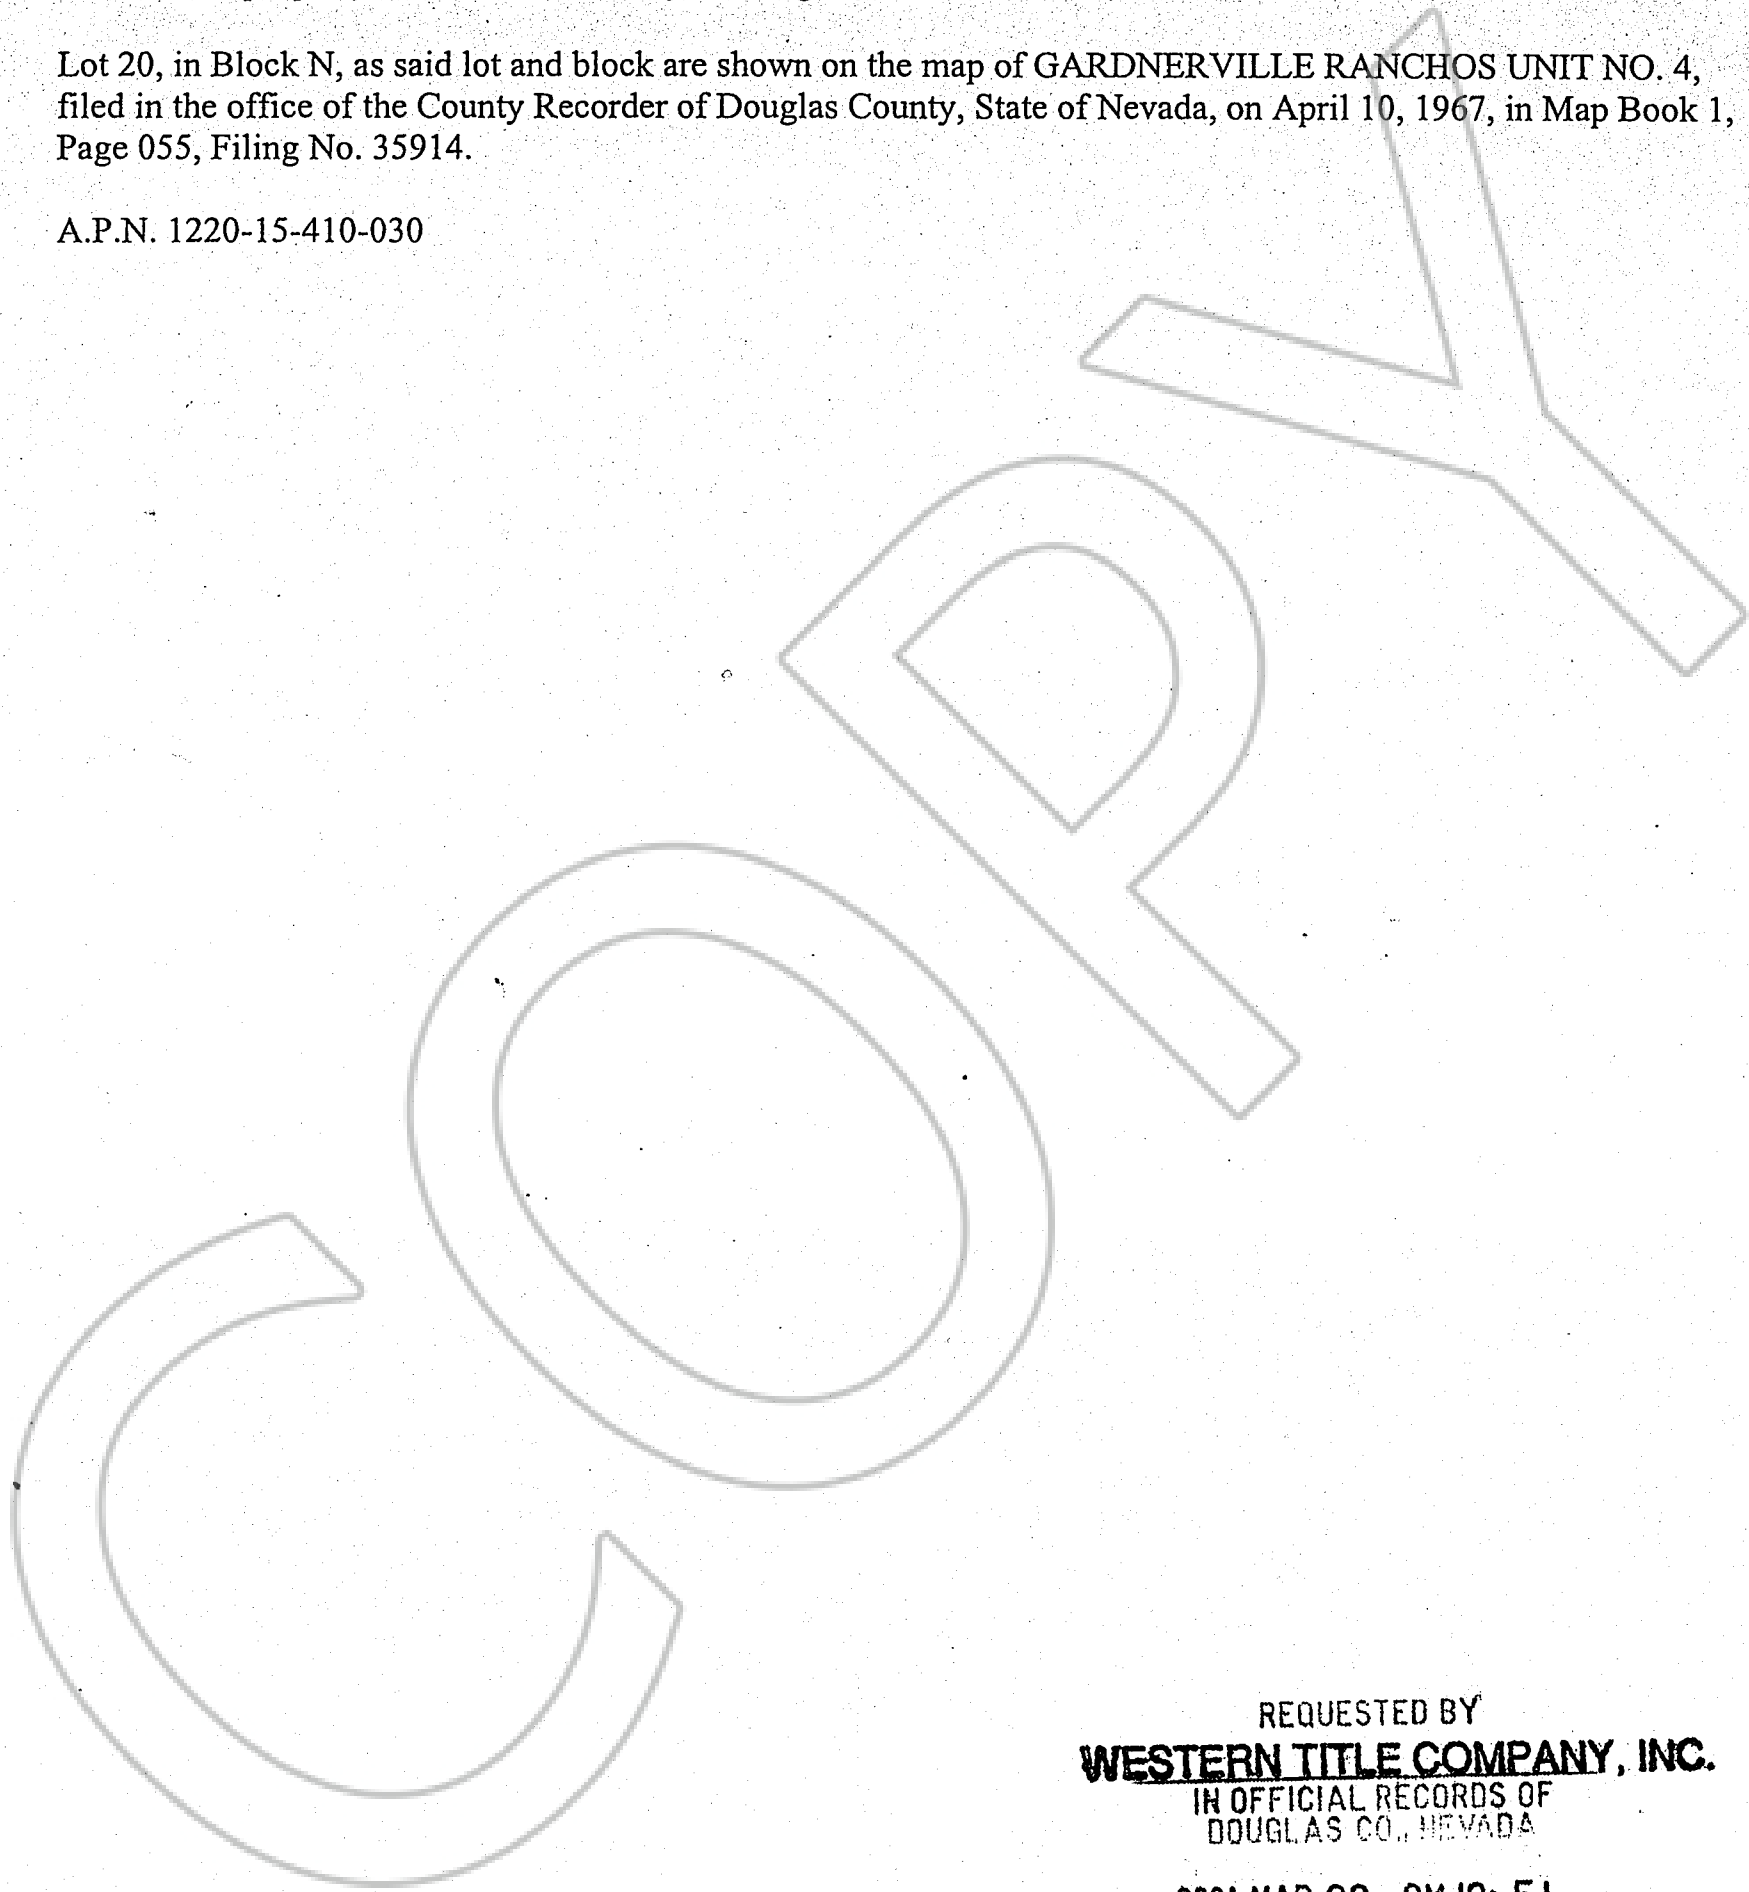 Lot 20, in Block N, as said lot and block are shown on the map of GARDNERVILLE RANCHOS UNIT NO. 4,
filed in the office of the County Recorder of Douglas County, State of Nevada, on April 10, 1967, in Map Book 1,
Page 055, Filing No. 35914.
A.P.N. 1220-15-410-030
COPY
REQUESTED BY
WESTERN TITLE COMPANY, INC.
IN OFFICIAL RECORDS OF
DOUGLAS CO., NEVADA